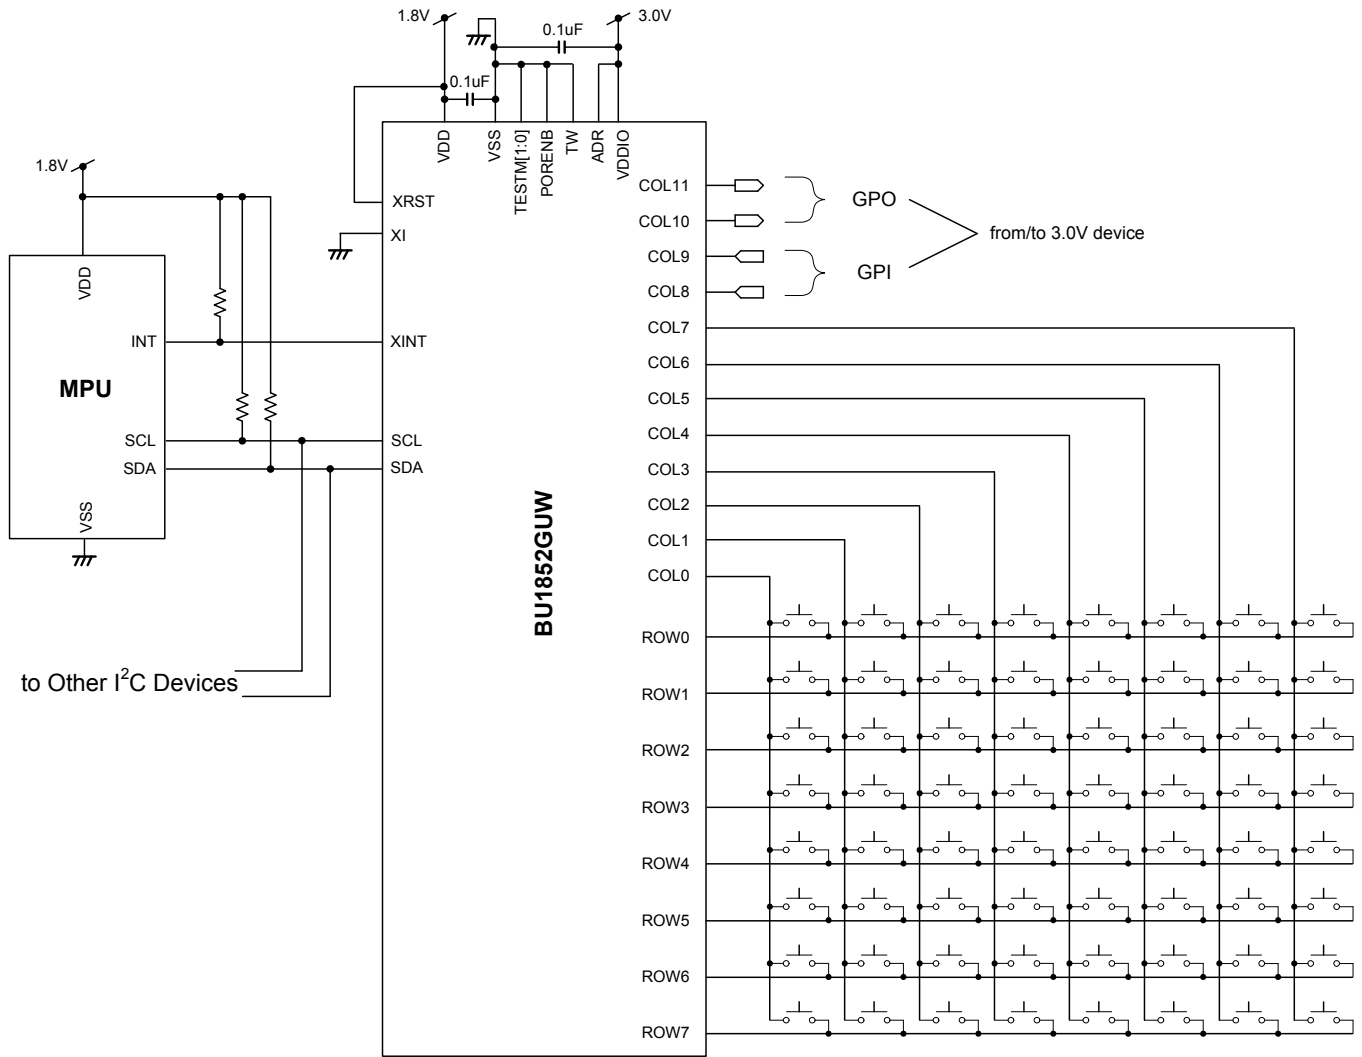 1.8V
3.0V
0.1uF
0.1uF
VDD
VSS
TESTM[1:0]
PORENB
TW
ADR
VDDIO
1.8V
XRST
XI
XINT
SCL
SDA
VDD
INT
MPU
SCL
SDA
VSS
to Other I²C Devices
BU1852GUW
COL11
COL10
COL9
COL8
COL7
COL6
COL5
COL4
COL3
COL2
COL1
COL0
ROW0
ROW1
ROW2
ROW3
ROW4
ROW5
ROW6
ROW7
GPO
GPI
from/to 3.0V device